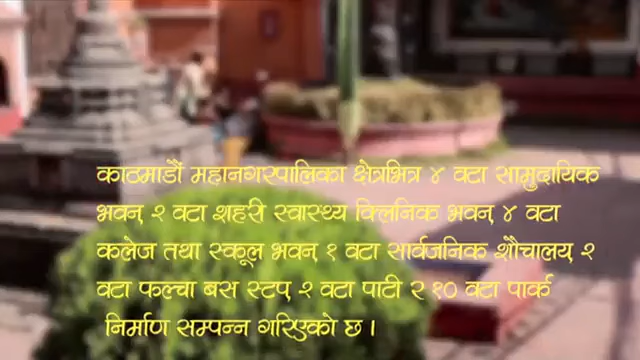 काठमाडौं महानगरपालिका क्षेत्रभित्र ४ वटा सामुदायिक
भवन, २ वटा शहरी स्वास्थ्य क्लिनिक भवन, ४ वटा
कलेज तथा स्कूल भवन, १ वटा सार्वजनिक शौचालय, २
वटा फल्चा बस स्टप, २ वटा पाटी र १० वटा पार्क
निर्माण सम्पन्न गरिएको छ ।